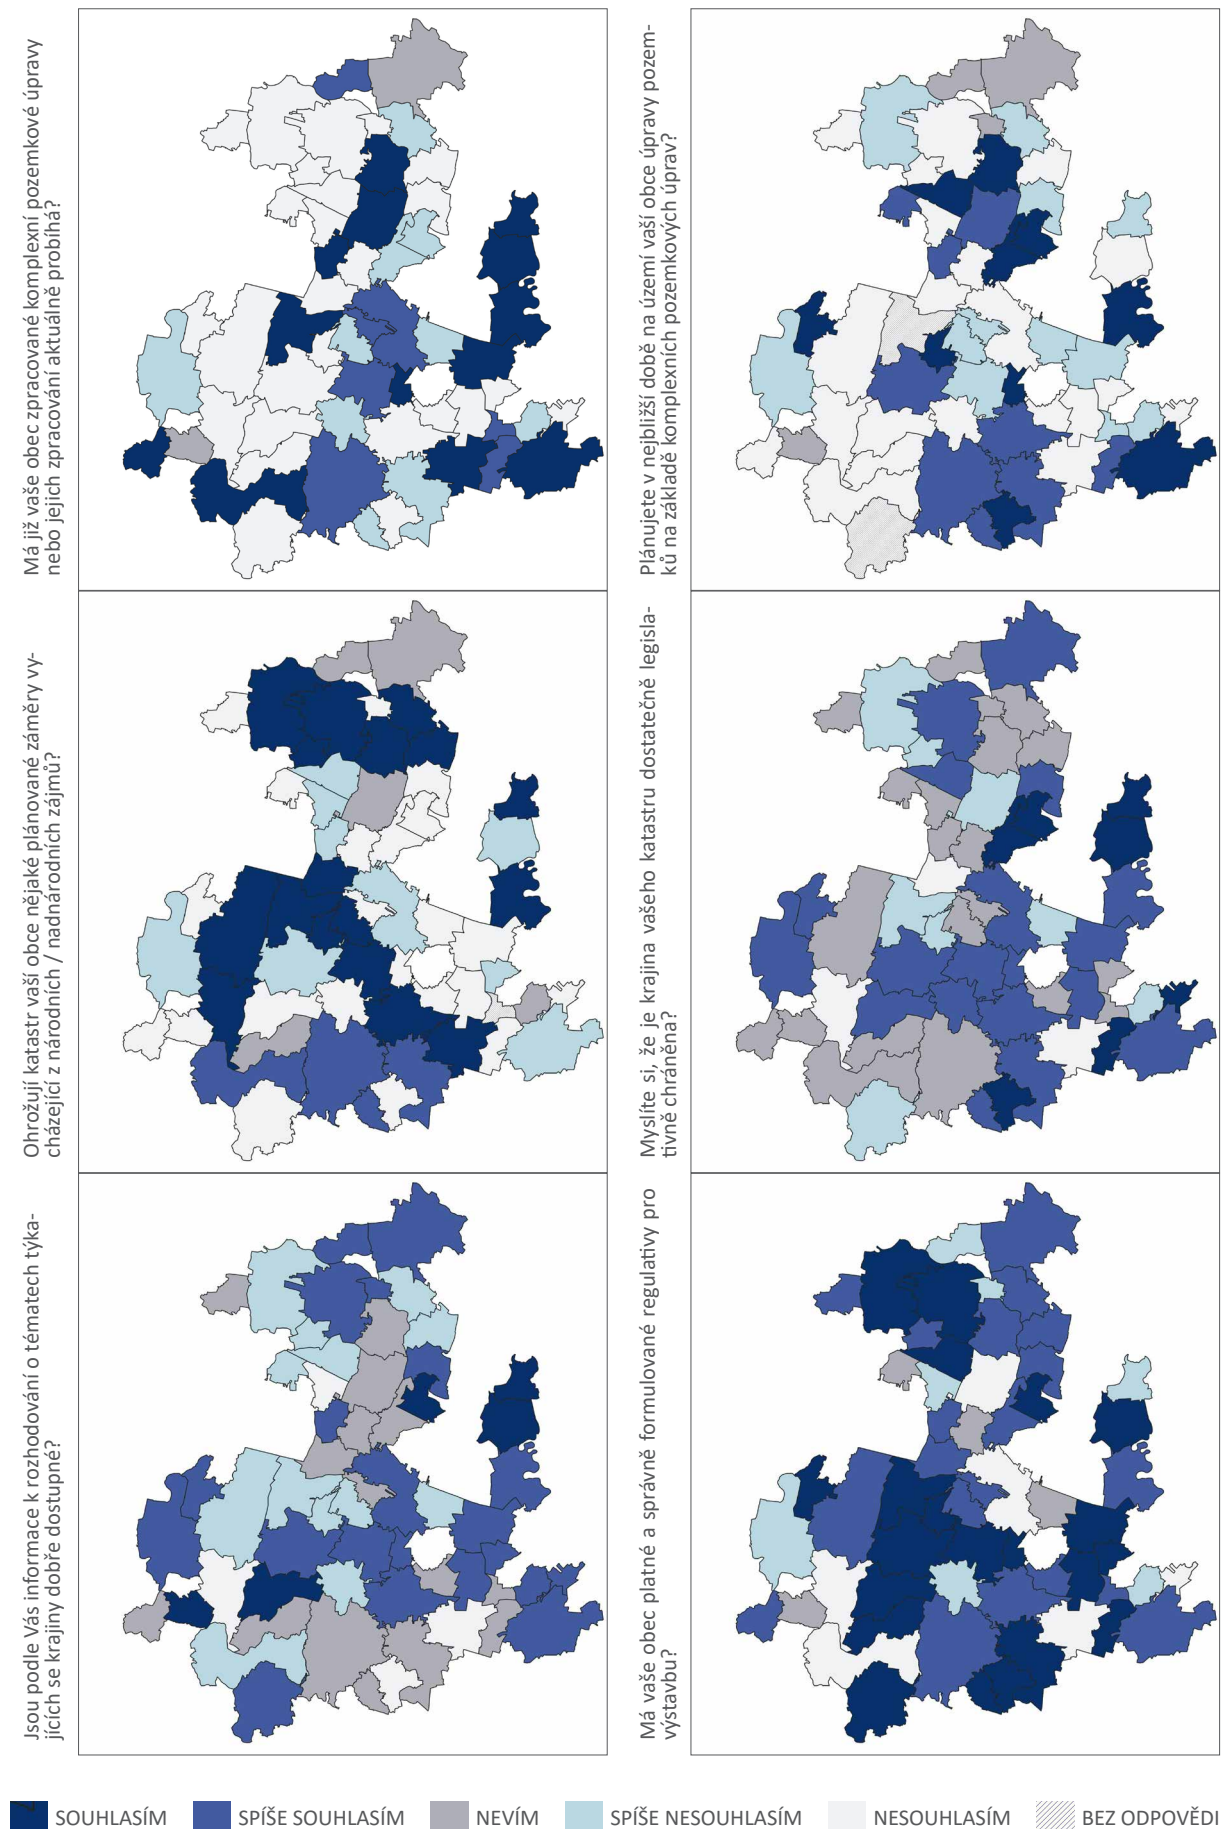 Má již vaše obec zpracované komplexní pozemkové úpravy
nebo jejich zpracování aktuálně probíhá?
Plánujete v nejbližší době na území vaší obce úpravy pozem-
ků na základě komplexních pozemkových úprav?
Ohrožují katastr vaší obce nějaké plánované záměry vy-
cházející z národních / nadnárodních zájmů?
Myslíte si, že je krajina vašeho katastru dostatečně legisla-
tivně chráněna?
Jsou podle Vás informace k rozhodování o tématech týka-
jících se krajiny dobře dostupné?
Má vaše obec platné a správně formulované regulativy pro
výstavbu?
SOUHLASÍM
SPÍŠE SOUHLASÍM
NEVÍM
SPÍŠE NESOUHLASÍM
NESOUHLASÍM
BEZ ODPOVĚDI